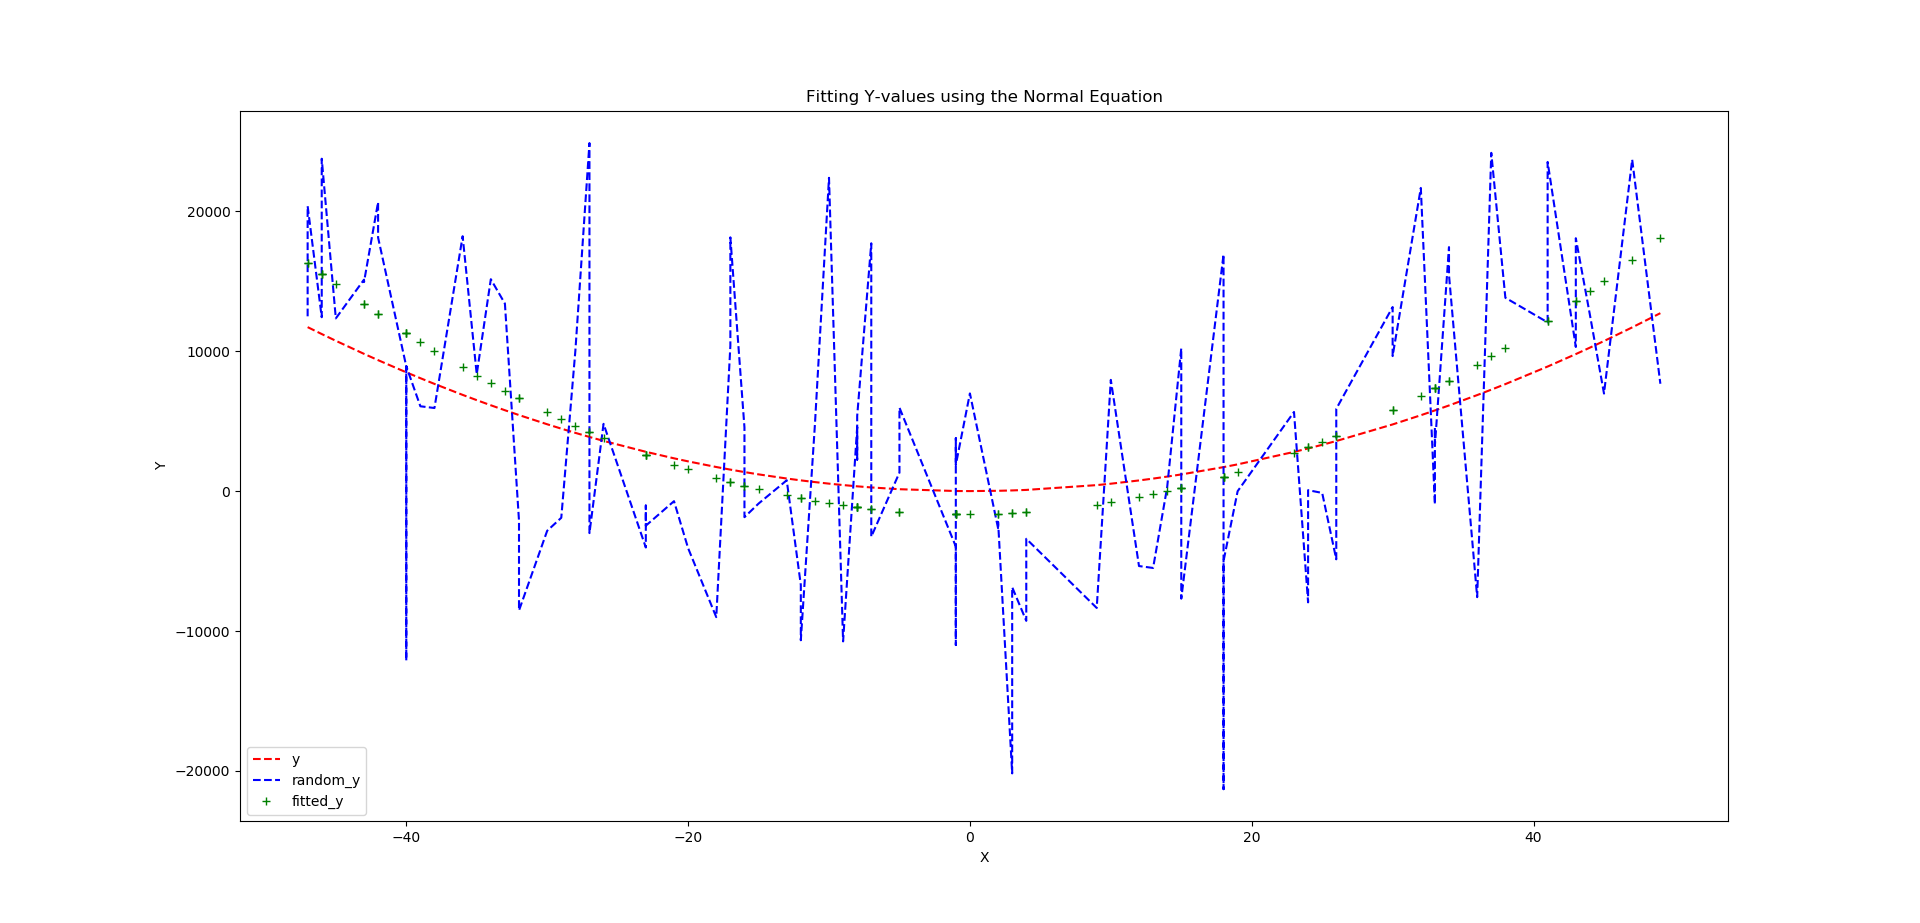 Fitting Y-values using the Normal Equation
20000
10000
0
−10000
−20000
Y
y
random_y
fitted_y
−40
−20
0
20
40
X